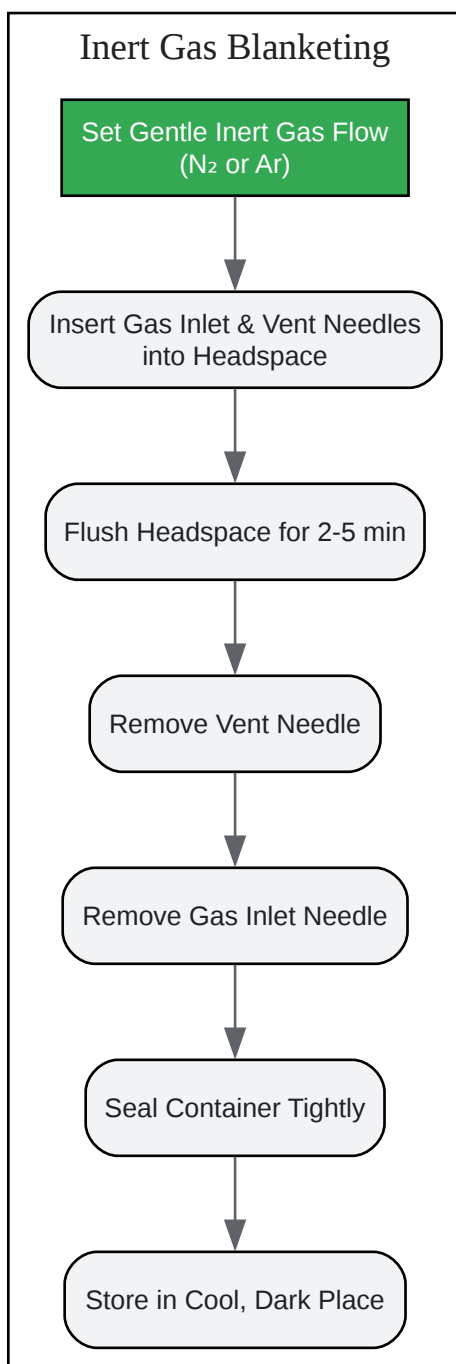 Inert Gas Blanketing
Set Gentle Inert Gas Flow
(N₂ or Ar)
Insert Gas Inlet & Vent Needles
into Headspace
Flush Headspace for 2-5 min
Remove Vent Needle
Remove Gas Inlet Needle
Seal Container Tightly
Store in Cool, Dark Place